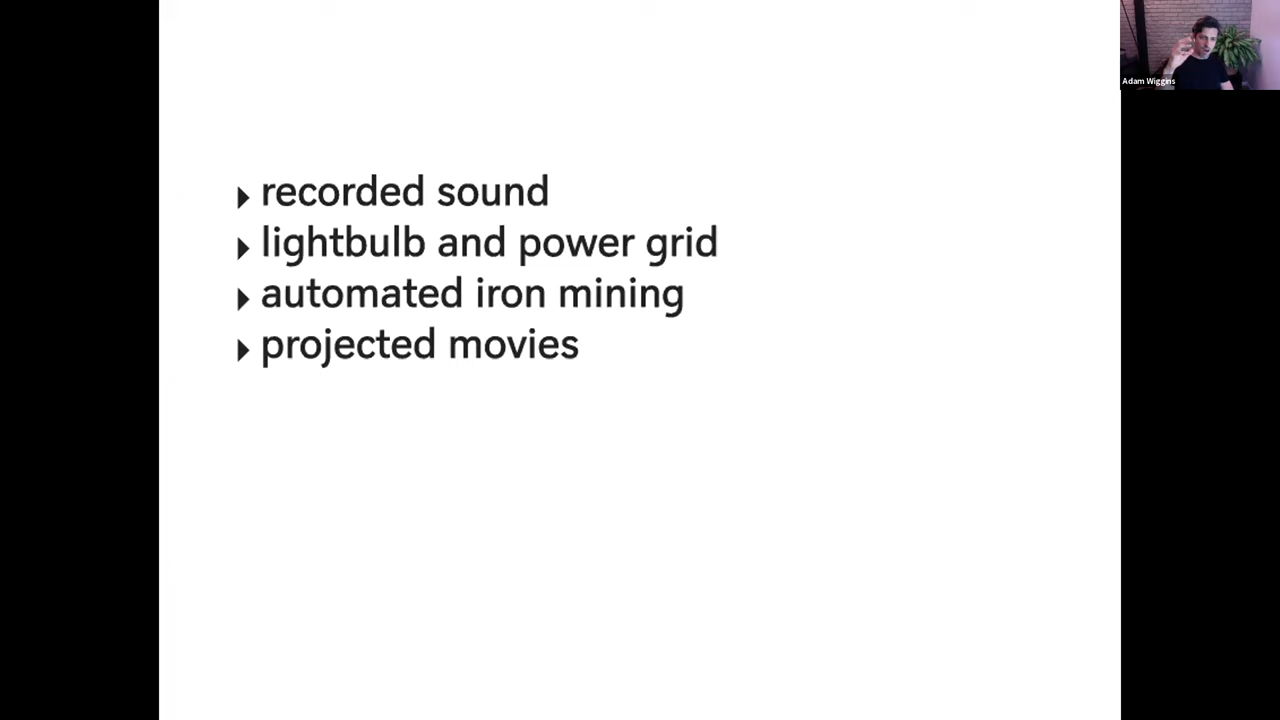 recorded sound
lightbulb and power grid
automated iron mining
projected movies
Adam Wiggins